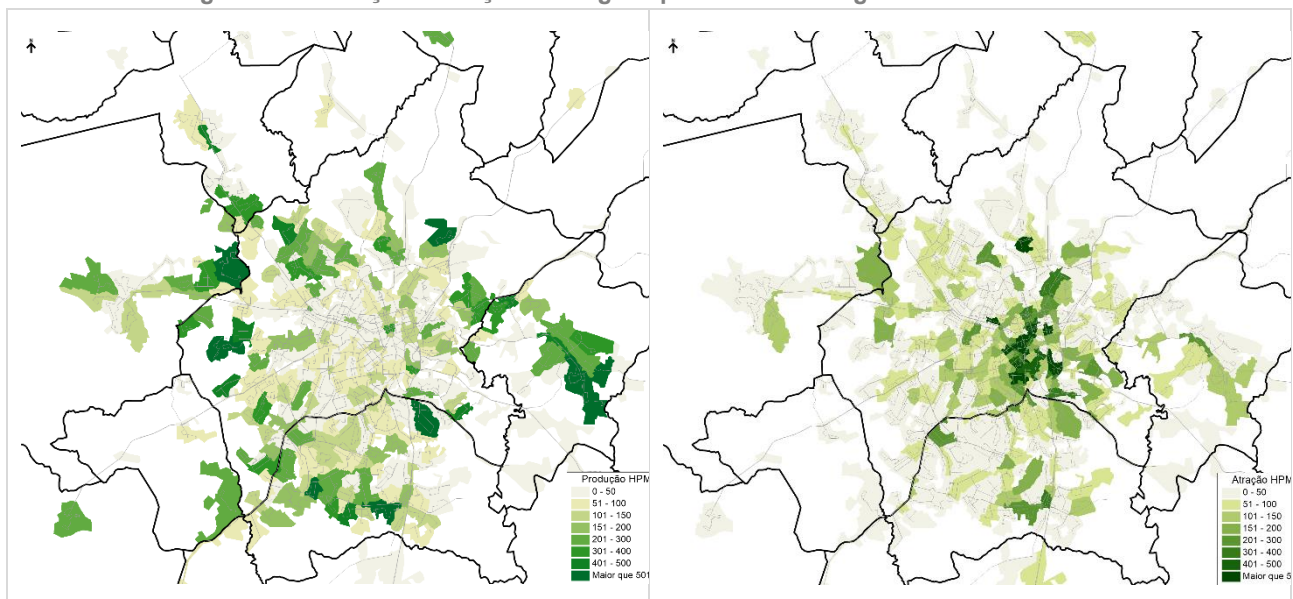 Produção HPM
0 - 50
51 - 100
101 - 150
151 - 200
201 - 300
301 - 400
401 - 500
Maior que 501
Atração HPM
0 - 50
51 - 100
101 - 150
151 - 200
201 - 300
301 - 400
401 - 500
Maior que 5